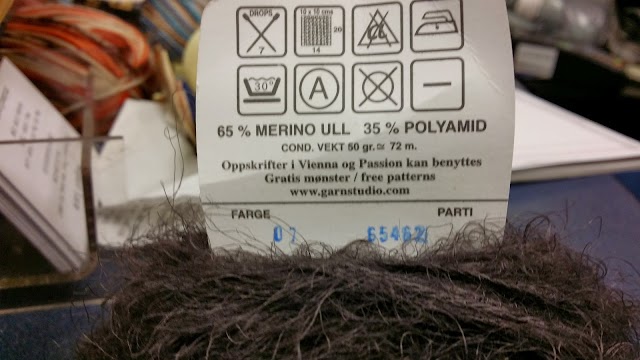 DROPS
7
10 x 10 cms
20
14
CL
30°
A
65 % MERINO ULL 35 % POLYAMID
COND. VEKT 50 gr.≅ 72 m.
Oppskrifter i Vienna og Passion kan benyttes
Gratis mønster / free patterns
www.garnstudio.com
FARGE PARTI
65462